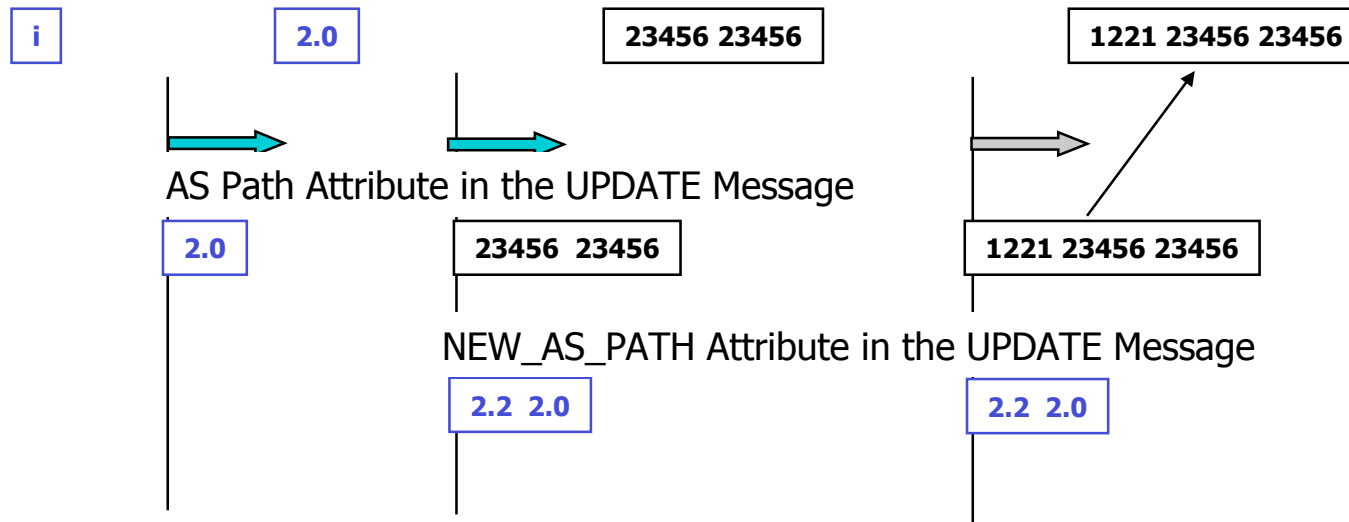 i 2.0 23456 23456 1221 23456 23456
AS Path Attribute in the UPDATE Message
2.0 23456 23456 1221 23456 23456
NEW_AS_PATH Attribute in the UPDATE Message
2.2 2.0 2.2 2.0